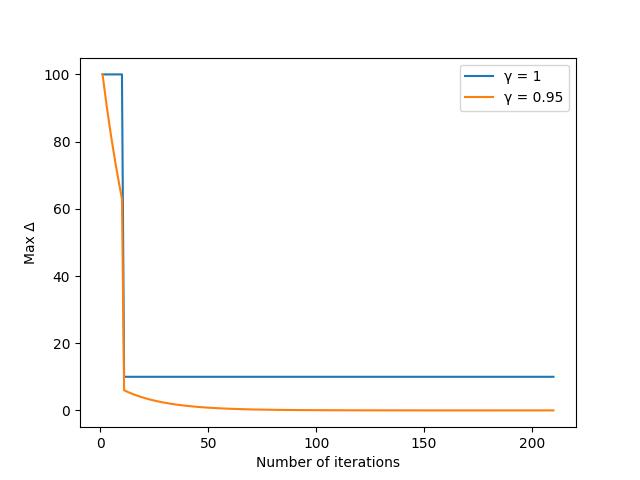 γ = 1
γ = 0.95
100
80
60
40
20
0
Max Δ
0 50 100 150 200
Number of iterations